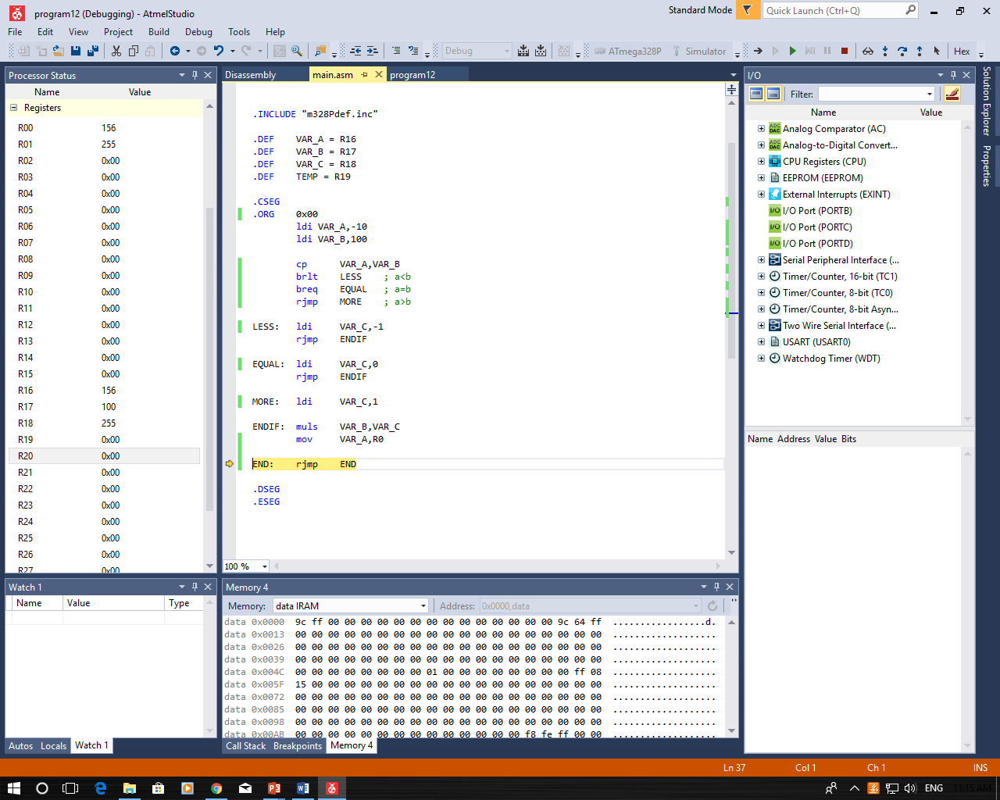 program12 (Debugging) - AtmelStudio
Standard Mode
Quick Launch (Ctrl+Q)
File Edit View Project Build Debug Tools Help
Debug
ATmega328P
Simulator
Hex
Processor Status
Name Value
Registers
R00 156
R01 255
R02 0x00
R03 0x00
R04 0x00
R05 0x00
R06 0x00
R07 0x00
R08 0x00
R09 0x00
R10 0x00
R11 0x00
R12 0x00
R13 0x00
R14 0x00
R15 0x00
R16 156
R17 100
R18 255
R19 0x00
R20 0x00
R21 0x00
R22 0x00
R23 0x00
R24 0x00
R25 0x00
R26 0x00
R27 0x00
Disassembly main.asm program12
.INCLUDE "m328Pdef.inc"
.DEF VAR_A = R16
.DEF VAR_B = R17
.DEF VAR_C = R18
.DEF TEMP = R19
.CSEG
.ORG 0x00
ldi VAR_A,-10
ldi VAR_B,100
cp VAR_A,VAR_B
brlt LESS ; a<b
breq EQUAL ; a=b
rjmp MORE ; a>b
LESS: ldi VAR_C,-1
rjmp ENDIF
EQUAL: ldi VAR_C,0
rjmp ENDIF
MORE: ldi VAR_C,1
ENDIF: muls VAR_B,VAR_C
mov VAR_A,R0
END: rjmp END
.DSEG
.ESEG
100 %
I/O
Filter:
Name Value
Analog Comparator (AC)
Analog-to-Digital Convert...
CPU Registers (CPU)
EEPROM (EEPROM)
External Interrupts (EXINT)
I/O Port (PORTB)
I/O Port (PORTC)
I/O Port (PORTD)
Serial Peripheral Interface (...
Timer/Counter, 16-bit (TC1)
Timer/Counter, 8-bit (TC0)
Timer/Counter, 8-bit Asyn...
Two Wire Serial Interface (...
USART (USART0)
Watchdog Timer (WDT)
Name Address Value Bits
Solution Explorer
Properties
Watch 1
Name Value Type
Autos Locals Watch 1
Memory 4
Memory: data IRAM Address: 0x0000,data
data 0x0000 9c ff 00 00 00 00 00 00 00 00 00 00 00 00 00 00 9c 64 ff .................d.
data 0x0013 00 00 00 00 00 00 00 00 00 00 00 00 00 00 00 00 00 00 00 ...................
data 0x0026 00 00 00 00 00 00 00 00 00 00 00 00 00 00 00 00 00 00 00 ...................
data 0x0039 00 00 00 00 00 00 00 00 00 00 00 00 00 00 00 00 00 00 00 ...................
data 0x004C 00 00 00 00 00 00 00 00 01 00 00 00 00 00 00 00 00 ff 08 ...................
data 0x005F 15 00 00 00 00 00 00 00 00 00 00 00 00 00 00 00 00 00 00 ...................
data 0x0072 00 00 00 00 00 00 00 00 00 00 00 00 00 00 00 00 00 00 00 ...................
data 0x0085 00 00 00 00 00 00 00 00 00 00 00 00 00 00 00 00 00 00 00 ...................
data 0x0098 00 00 00 00 00 00 00 00 00 00 00 00 00 00 00 00 00 00 00 ...................
data 0x00AB 00 00 00 00 00 00 00 00 00 00 00 00 00 00 f8 fe ff 00 00 ...................
Call Stack Breakpoints Memory 4
Ln 37 Col 1 Ch 1 INS
ENG 11:15 AM